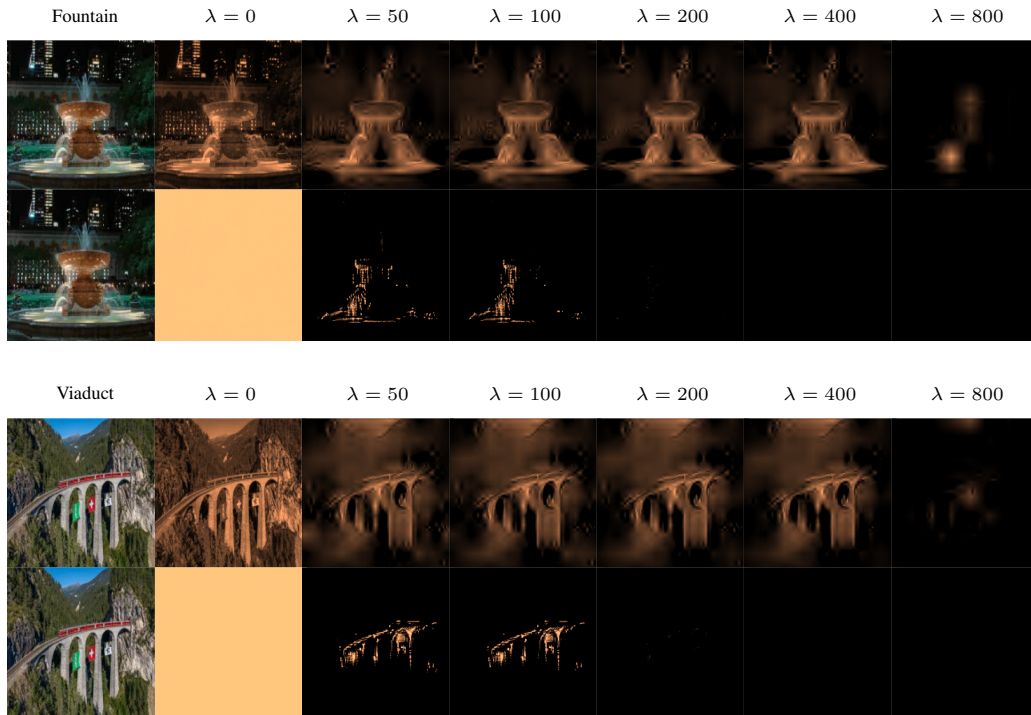 Fountain λ = 0 λ = 50 λ = 100 λ = 200 λ = 400 λ = 800
Viaduct λ = 0 λ = 50 λ = 100 λ = 200 λ = 400 λ = 800